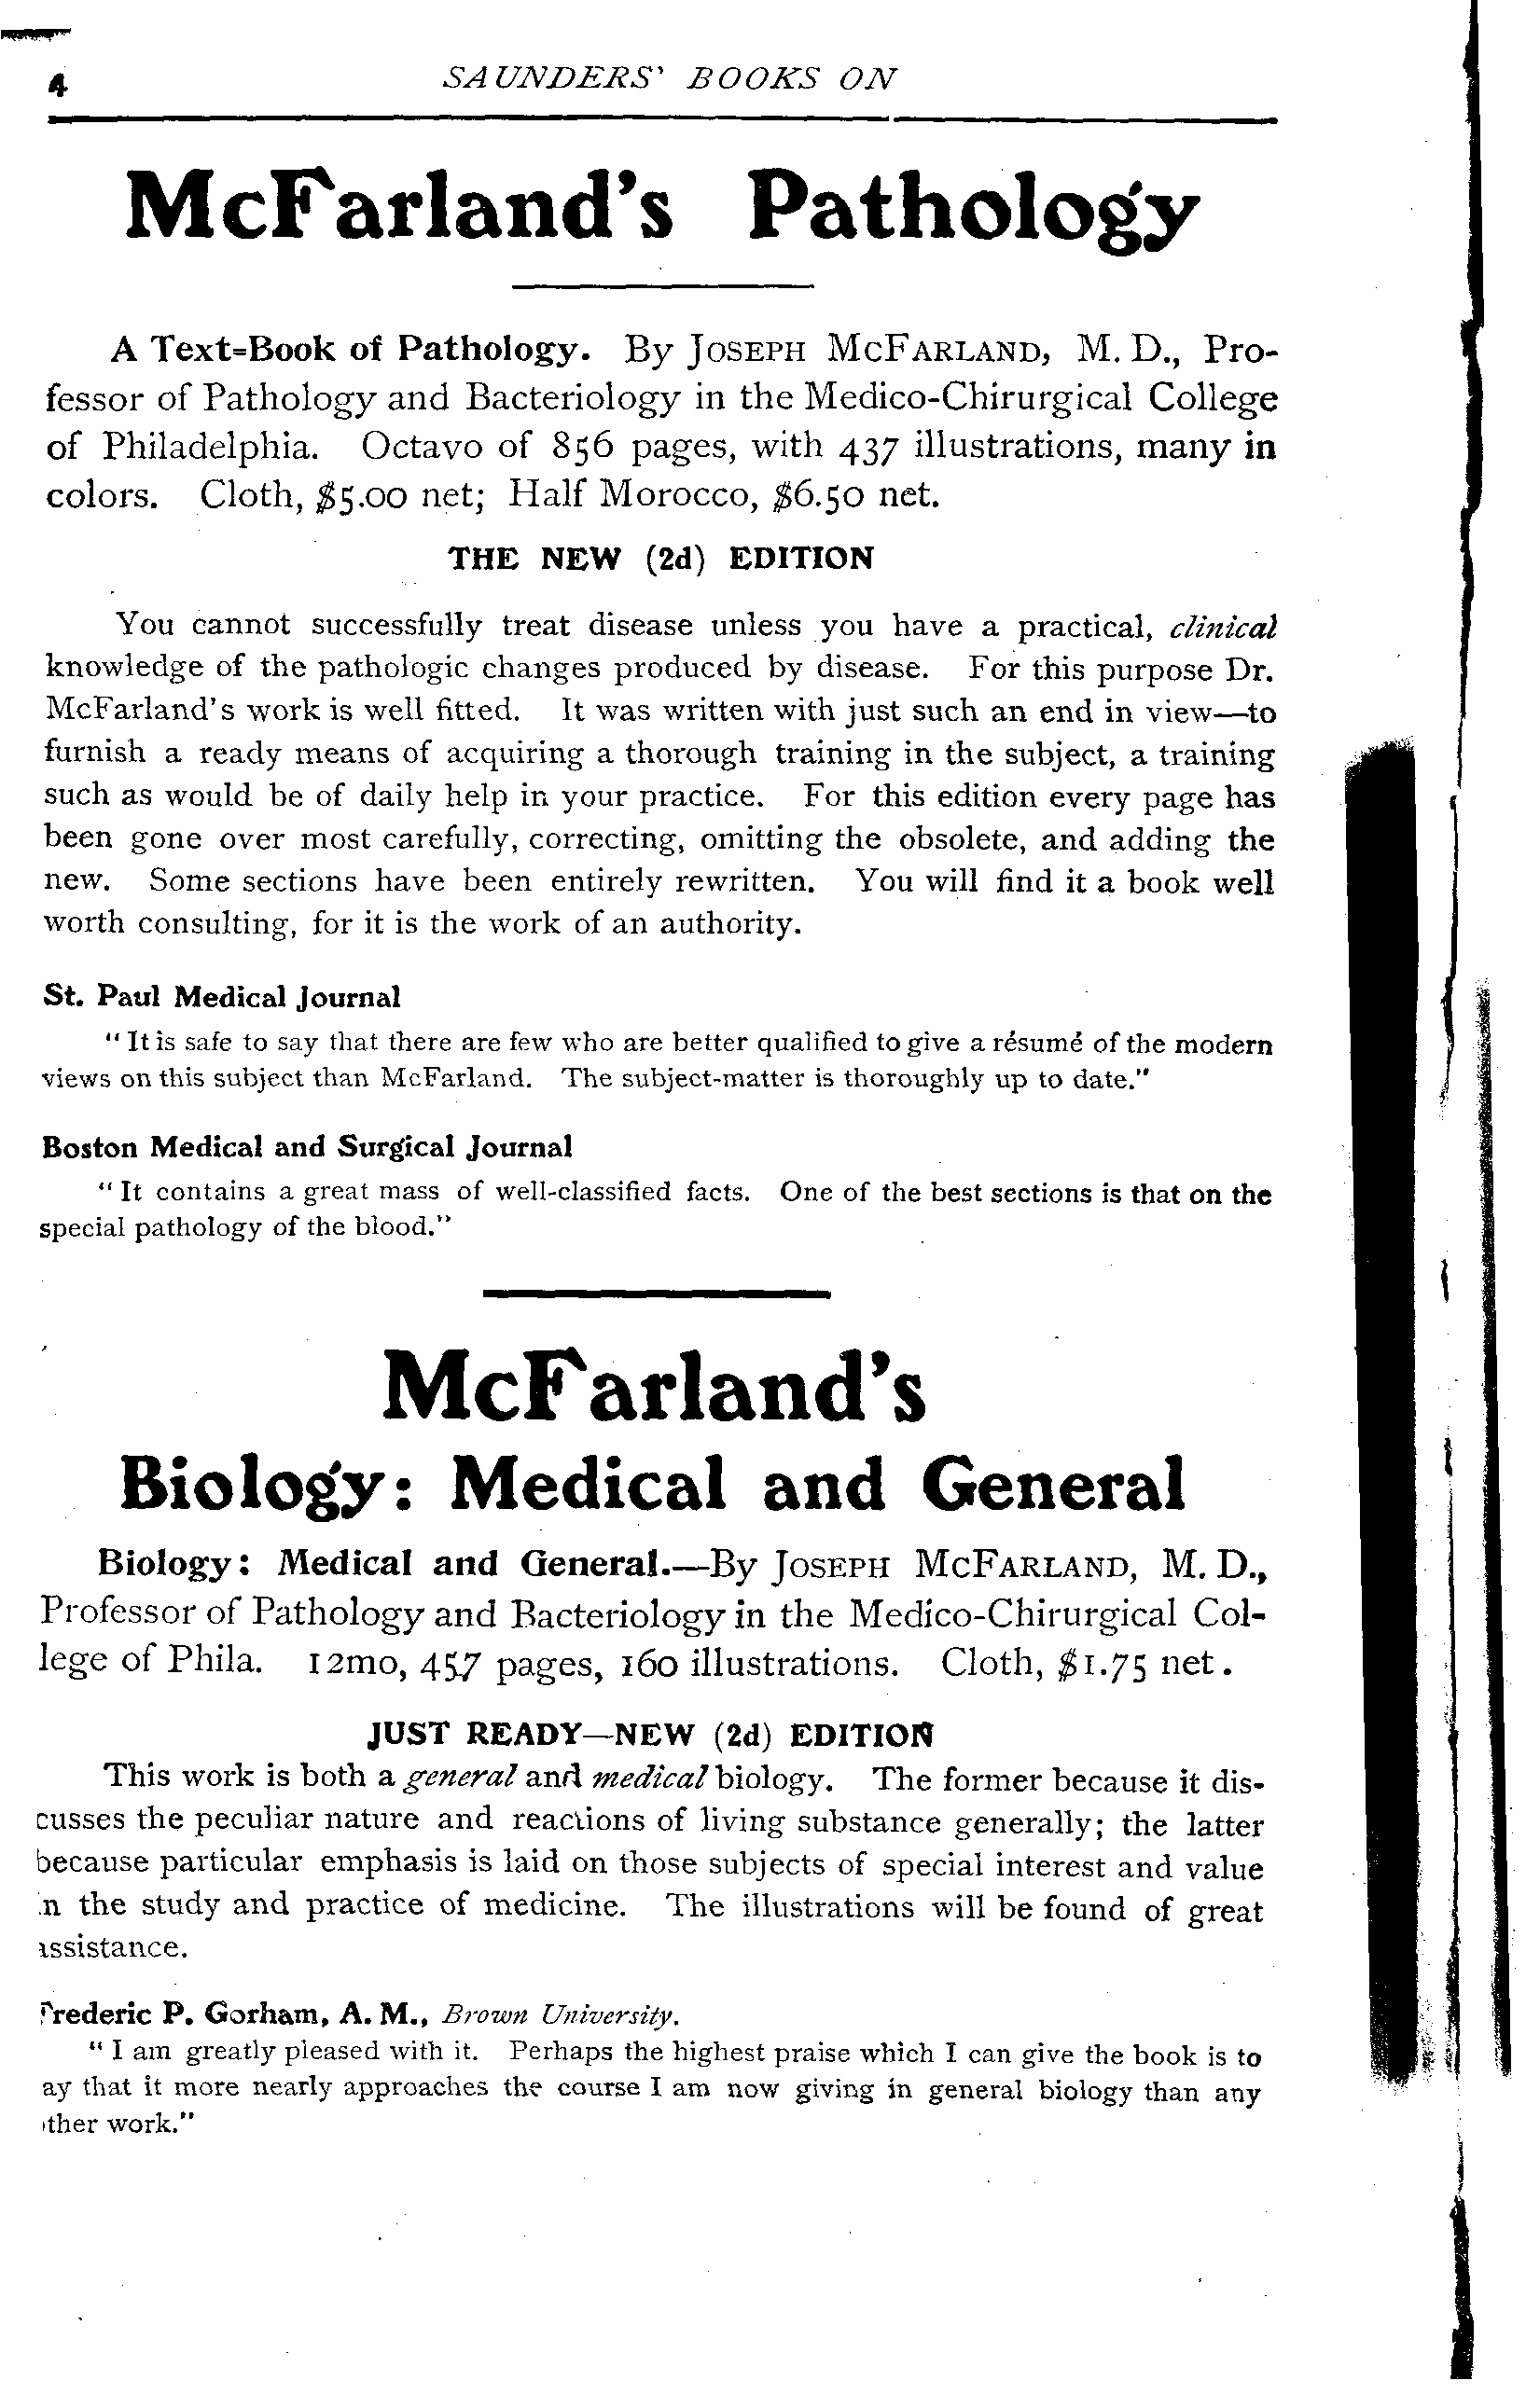 4 SAUNDERS' BOOKS ON
McFarland's Pathology
A Text=Book of Pathology. By JOSEPH MCFARLAND, M. D., Pro-
fessor of Pathology and Bacteriology in the Medico-Chirurgical College
of Philadelphia. Octavo of 856 pages, with 437 illustrations, many in
colors. Cloth, $5.00 net; Half Morocco, $6.50 net.
THE NEW (2d) EDITION
You cannot successfully treat disease unless you have a practical, clinical
knowledge of the pathologic changes produced by disease. For this purpose Dr.
McFarland's work is well fitted. It was written with just such an end in view—to
furnish a ready means of acquiring a thorough training in the subject, a training
such as would be of daily help in your practice. For this edition every page has
been gone over most carefully, correcting, omitting the obsolete, and adding the
new. Some sections have been entirely rewritten. You will find it a book well
worth consulting, for it is the work of an authority.
St. Paul Medical Journal
"It is safe to say that there are few who are better qualified to give a résumé of the modern
views on this subject than McFarland. The subject-matter is thoroughly up to date."
Boston Medical and Surgical Journal
"It contains a great mass of well-classified facts. One of the best sections is that on the
special pathology of the blood."
McFarland's
Biology: Medical and General
Biology: Medical and General.—By JOSEPH MCFARLAND, M. D.,
Professor of Pathology and Bacteriology in the Medico-Chirurgical Col-
lege of Phila. 12mo, 457 pages, 160 illustrations. Cloth, $1.75 net.
JUST READY—NEW (2d) EDITION
This work is both a general and medical biology. The former because it dis-
cusses the peculiar nature and reactions of living substance generally; the latter
because particular emphasis is laid on those subjects of special interest and value
n the study and practice of medicine. The illustrations will be found of great
assistance.
Frederic P. Gorham, A. M., Brown University.
"I am greatly pleased with it. Perhaps the highest praise which I can give the book is to
ay that it more nearly approaches the course I am now giving in general biology than any
ther work."